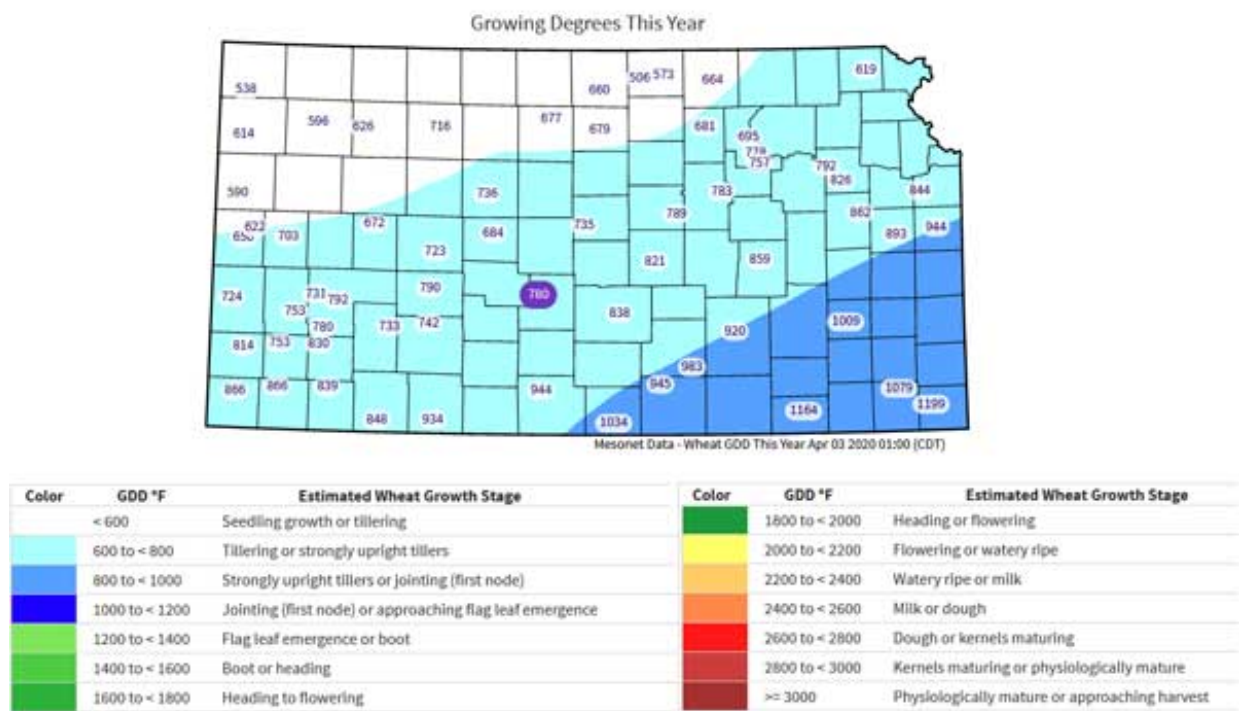 Growing Degrees This Year
619
506 573 664
538 660
596 626 716 677 679 681 695
614
779
757
792
826
590 736 783 844
622 672 735 789 862
703 684 893 944
723 821 859
724 731 792 790 780
753 838
780 733 742 920 1009
814 753 830
983
866 866 839 944 945 1079
848 934 1034 1164 1199
Mesonet Data - Wheat GDD This Year Apr 03 2020 01:00 (CDT)
Color GDD °F Estimated Wheat Growth Stage
< 600 Seedling growth or tillering
600 to < 800 Tillering or strongly upright tillers
800 to < 1000 Strongly upright tillers or jointing (first node)
1000 to < 1200 Jointing (first node) or approaching flag leaf emergence
1200 to < 1400 Flag leaf emergence or boot
1400 to < 1600 Boot or heading
1600 to < 1800 Heading to flowering
Color GDD °F Estimated Wheat Growth Stage
1800 to < 2000 Heading or flowering
2000 to < 2200 Flowering or watery ripe
2200 to < 2400 Watery ripe or milk
2400 to < 2600 Milk or dough
2600 to < 2800 Dough or kernels maturing
2800 to < 3000 Kernels maturing or physiologically mature
>= 3000 Physiologically mature or approaching harvest